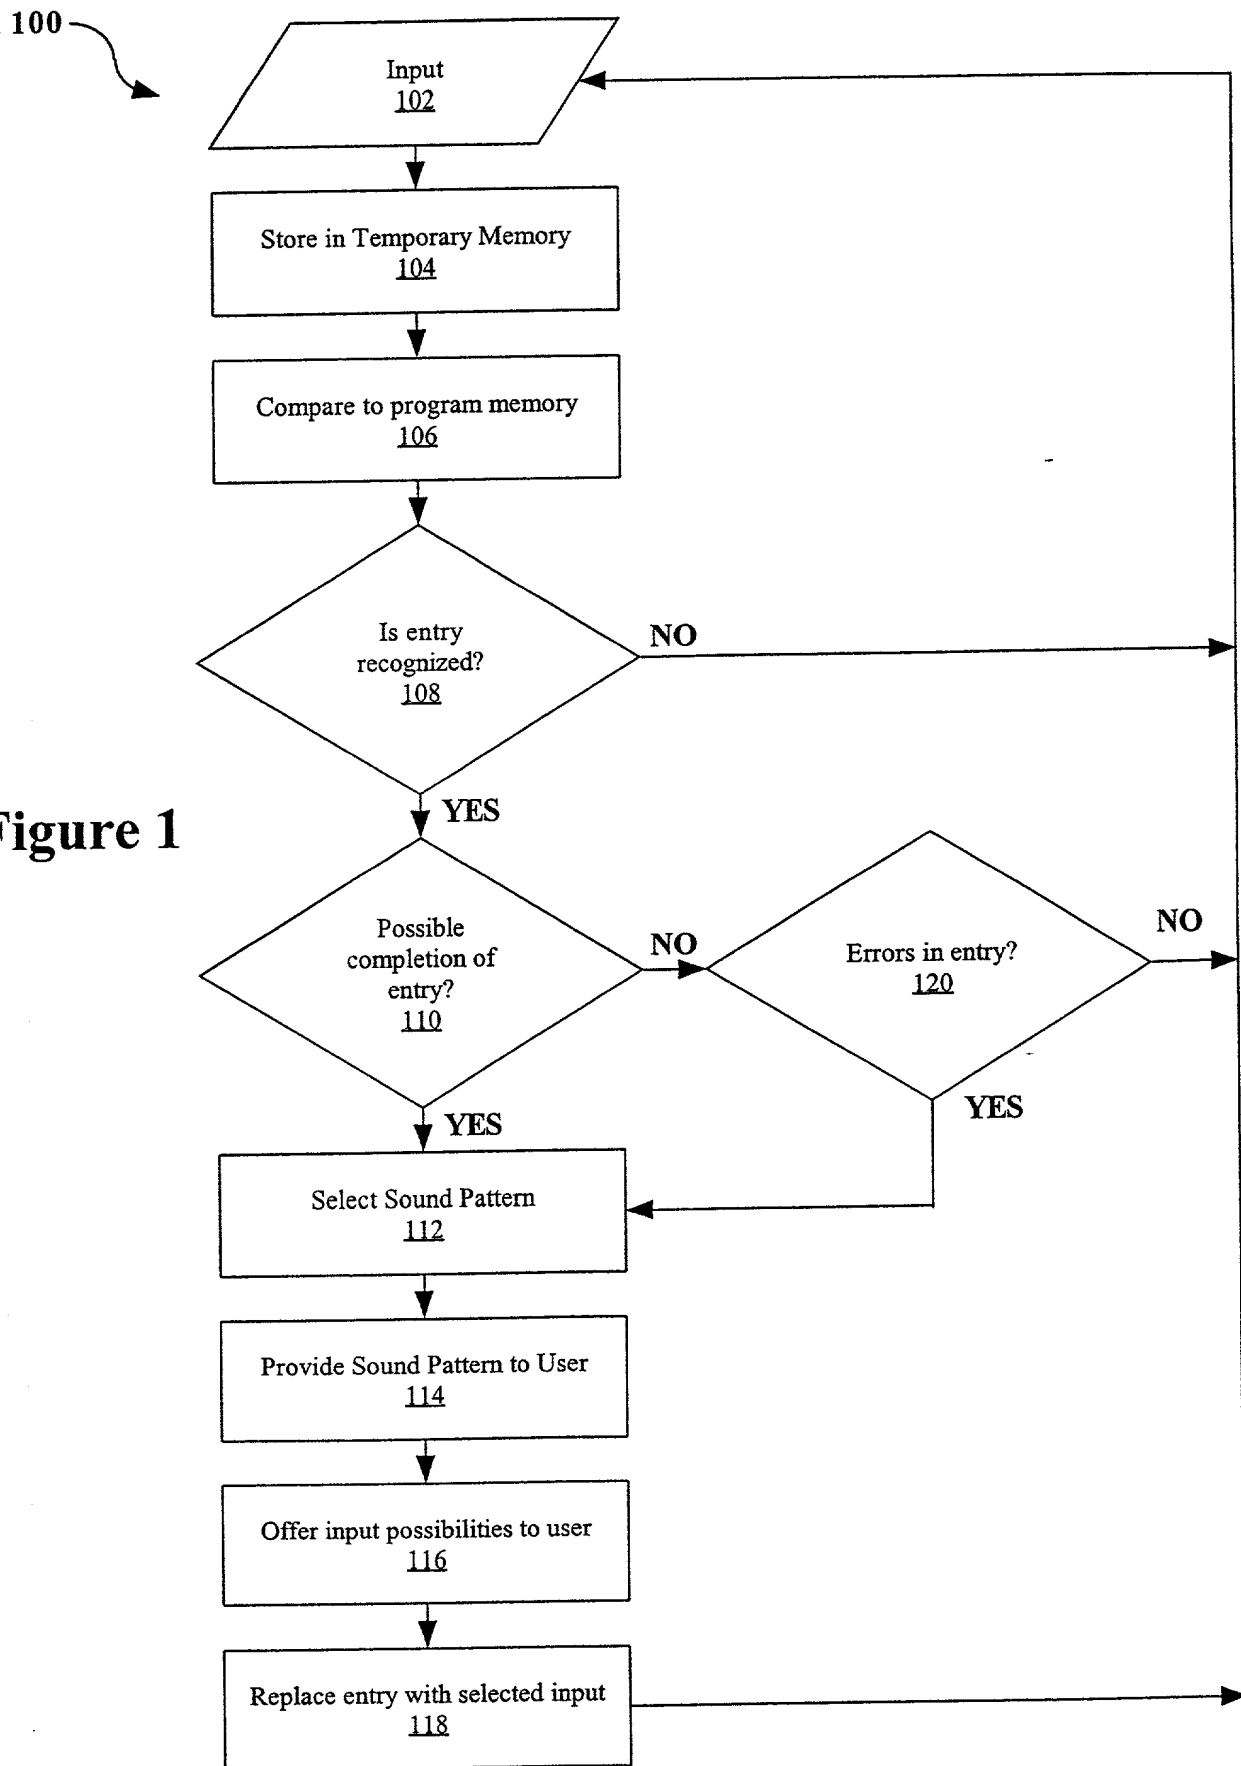 100
Input
102
Store in Temporary Memory
104
Compare to program memory
106
Is entry
recognized?
108
NO
YES
Figure 1
Possible
completion of
entry?
110
NO
Errors in entry?
120
NO
YES
YES
Select Sound Pattern
112
Provide Sound Pattern to User
114
Offer input possibilities to user
116
Replace entry with selected input
118